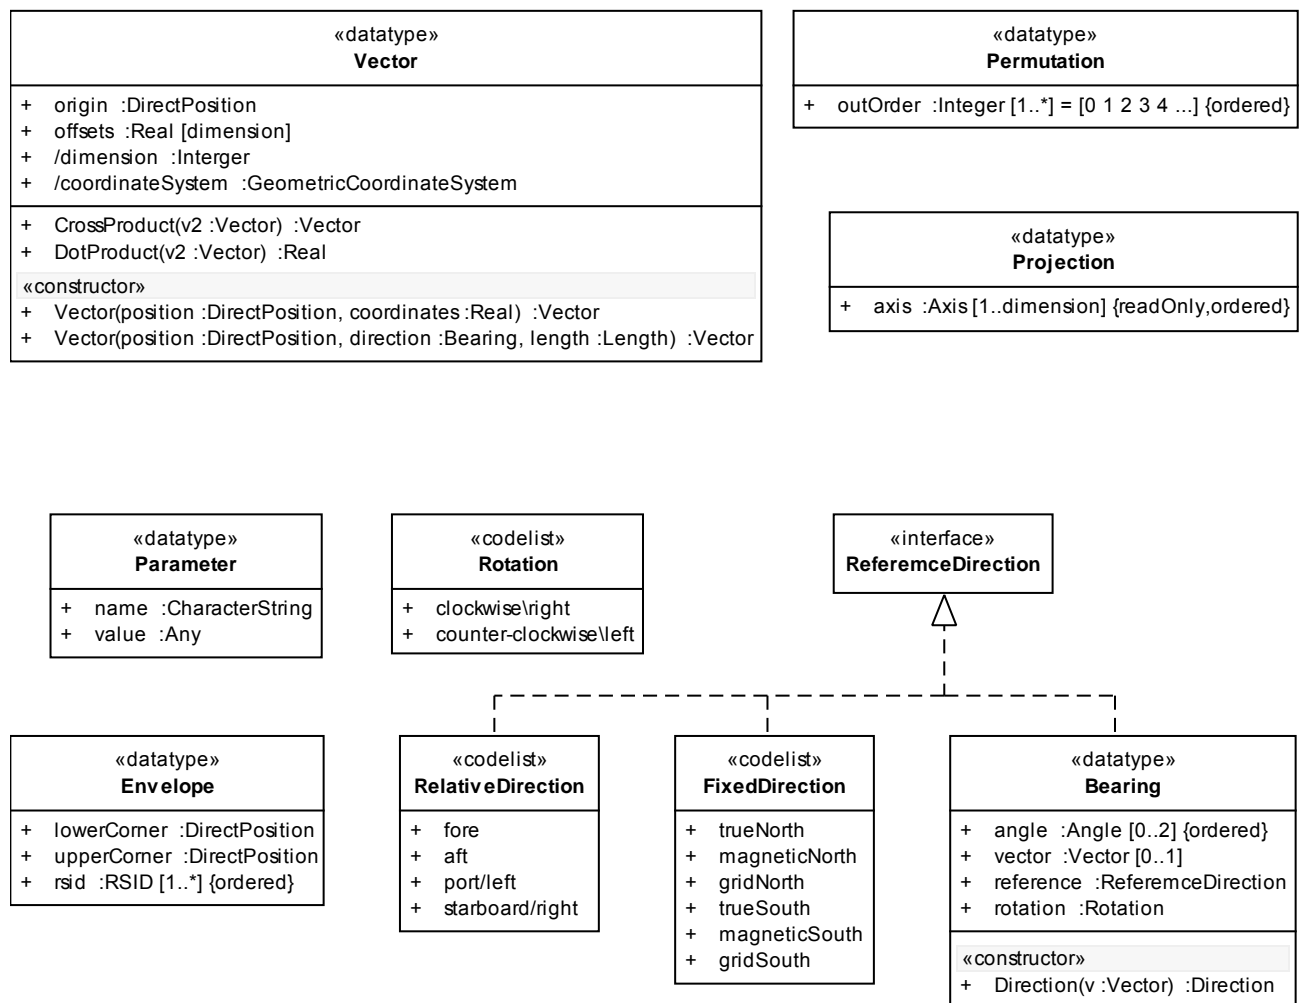 «datatype»
Vector
+ origin :DirectPosition
+ offsets :Real [dimension]
+ /dimension :Interger
+ /coordinateSystem :GeometricCoordinateSystem
+ CrossProduct(v2 :Vector) :Vector
+ DotProduct(v2 :Vector) :Real
«constructor»
+ Vector(position :DirectPosition, coordinates :Real) :Vector
+ Vector(position :DirectPosition, direction :Bearing, length :Length) :Vector
«datatype»
Permutation
+ outOrder :Integer [1..*] = [0 1 2 3 4 ...] {ordered}
«datatype»
Projection
+ axis :Axis [1..dimension] {readOnly,ordered}
«datatype»
Parameter
+ name :CharacterString
+ value :Any
«codelist»
Rotation
+ clockwise\right
+ counter-clockwise\left
«interface»
ReferemceDirection
«datatype»
Envelope
+ lowerCorner :DirectPosition
+ upperCorner :DirectPosition
+ rsid :RSID [1..*] {ordered}
«codelist»
RelativeDirection
+ fore
+ aft
+ port/left
+ starboard/right
«codelist»
FixedDirection
+ trueNorth
+ magneticNorth
+ gridNorth
+ trueSouth
+ magneticSouth
+ gridSouth
«datatype»
Bearing
+ angle :Angle [0..2] {ordered}
+ vector :Vector [0..1]
+ reference :ReferemceDirection
+ rotation :Rotation
«constructor»
+ Direction(v :Vector) :Direction